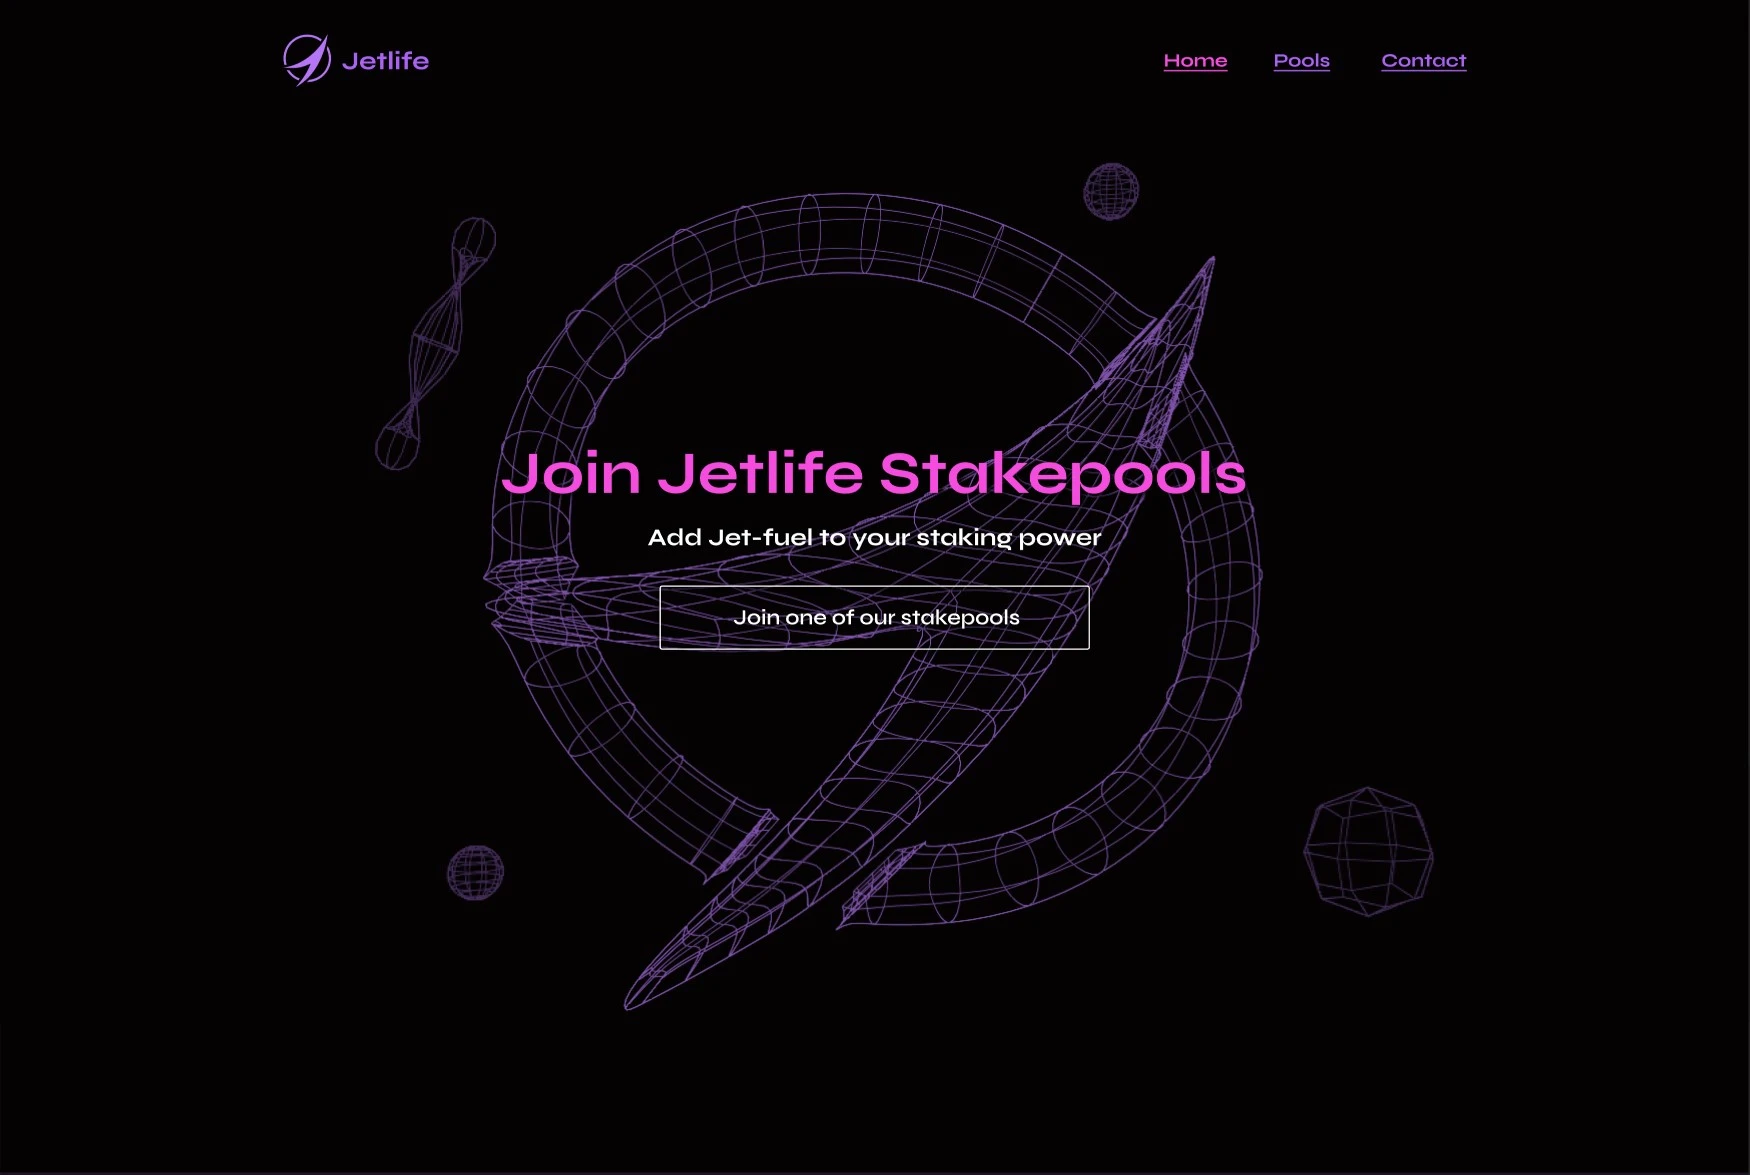 Jetlife
Home Pools Contact
Join Jetlife Stakepools
Add Jet-fuel to your staking power
Join one of our stakepools